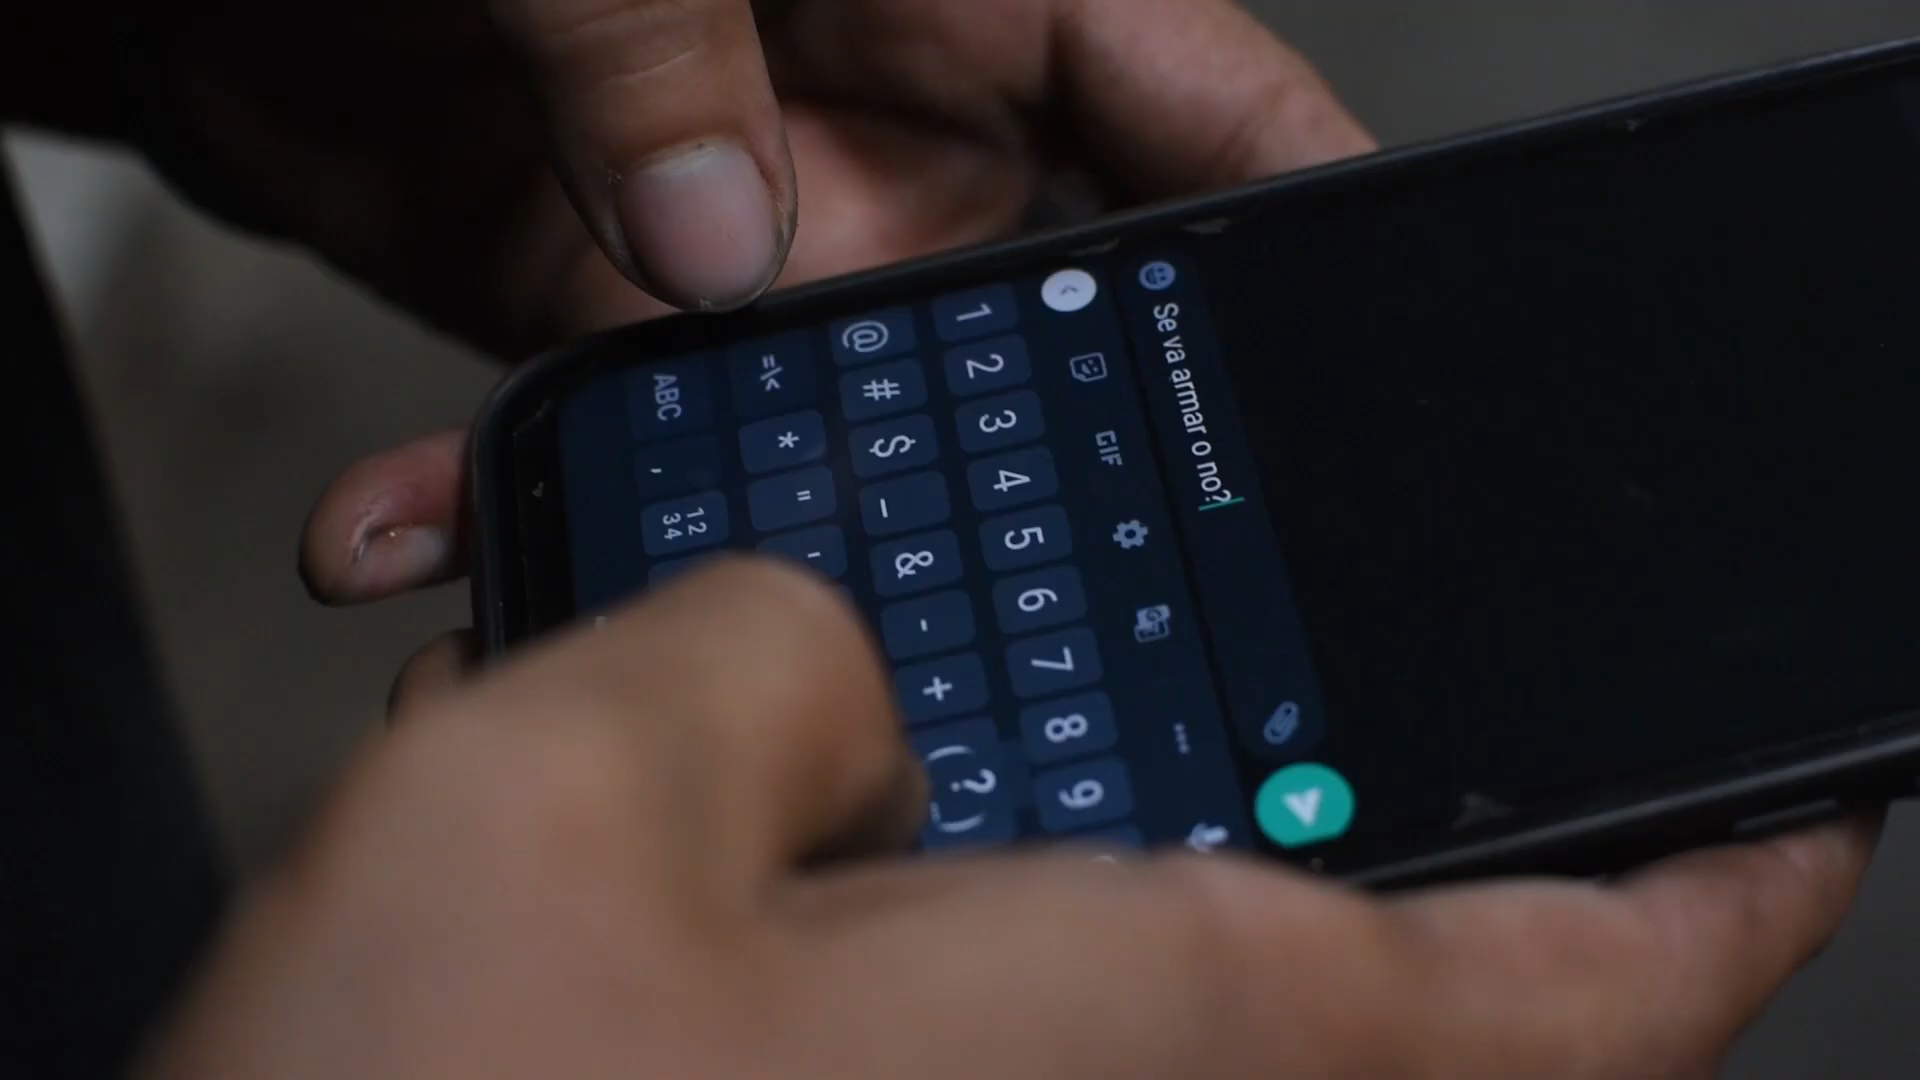 Se va armar o no?
GIF
1 2 3 4 5 6 7 8 9
@ # $ _ & - + ( ?
=\< * " '
ABC , 12 34